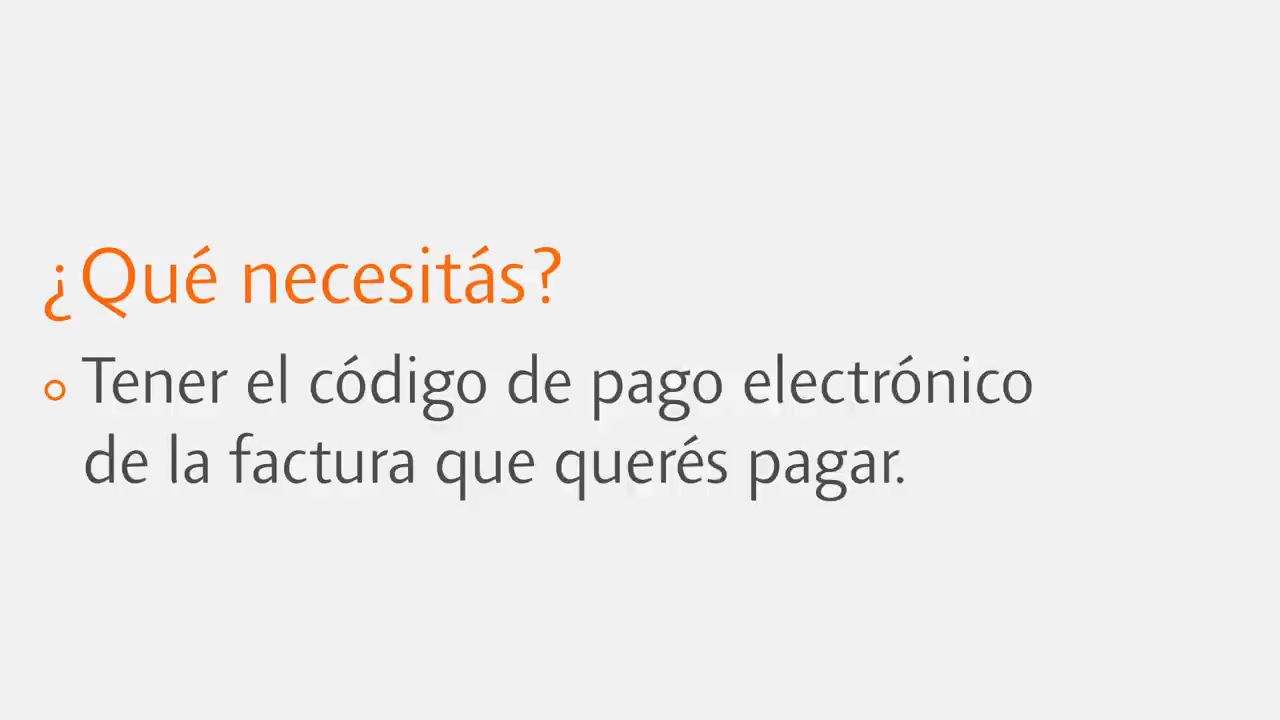 ¿Qué necesitás?
Tener el código de pago electrónico
de la factura que querés pagar.